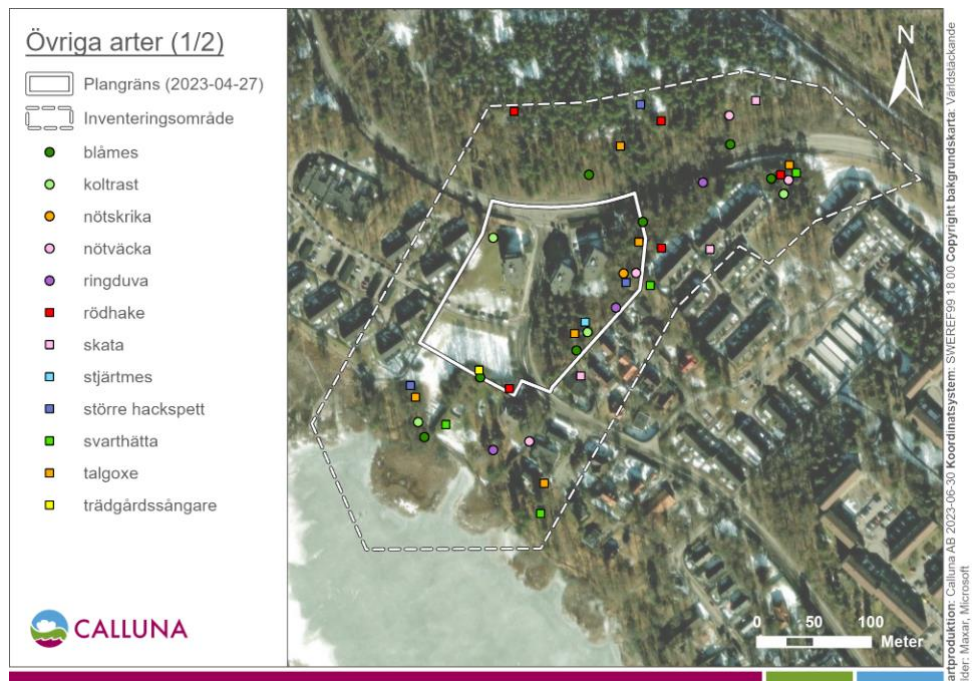 Övriga arter (1/2)
Plangräns (2023-04-27)
Inventeringsområde
blåmes
koltrast
nötskrika
nötväcka
ringduva
rödhake
skata
stjärtmes
större hackspett
svarthätta
talgoxe
trädgårdssångare
CALLUNA
N
0 50 100
Meter
artproduktion: Calluna AB 2023-06-30 Koordinatsystem: SWEREF99 18 00 Copyright bakgrundskarta: Världstäckande
lder: Maxar, Microsoft